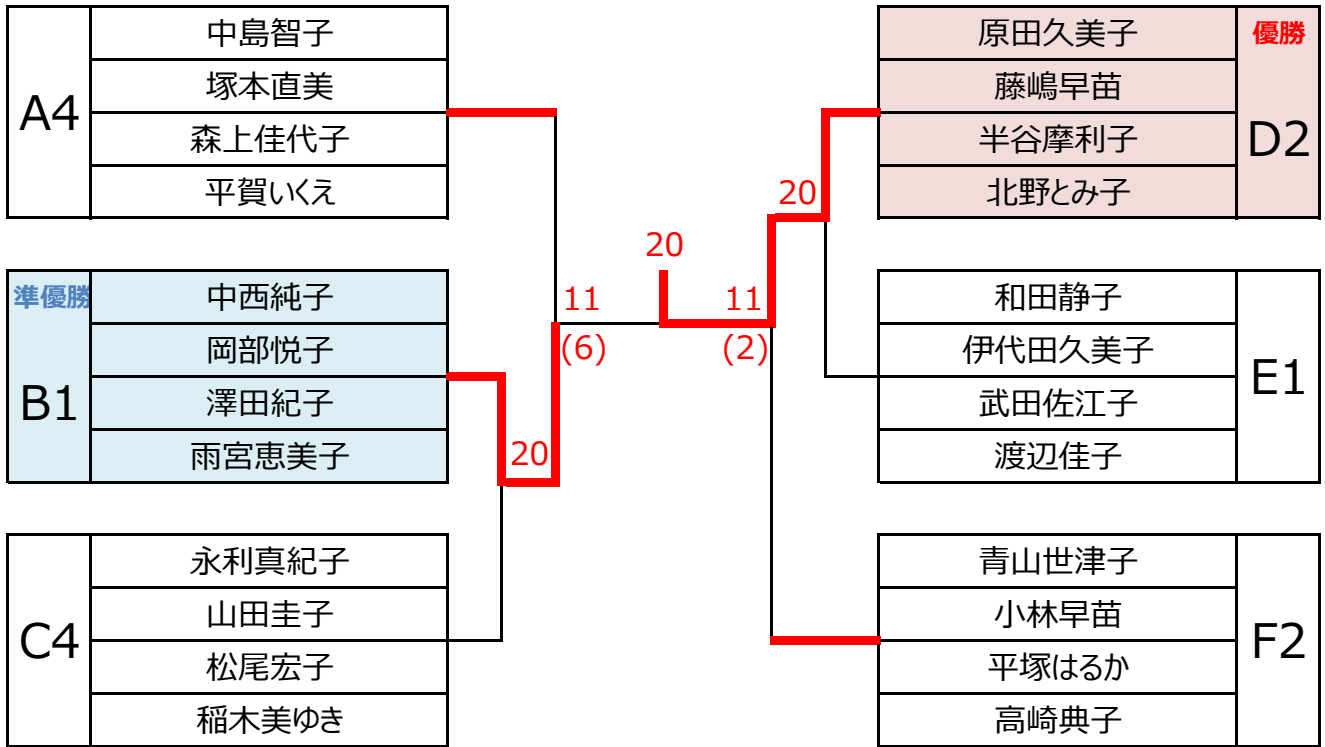 A4
中島智子
塚本直美
森上佳代子
平賀いくえ
準優勝
B1
中西純子
岡部悦子
澤田紀子
雨宮恵美子
C4
永利真紀子
山田圭子
松尾宏子
稲木美ゆき
20
11
(6)
20
11
(2)
20
原田久美子
藤嶋早苗
半谷摩利子
北野とみ子
優勝
D2
和田静子
伊代田久美子
武田佐江子
渡辺佳子
E1
青山世津子
小林早苗
平塚はるか
高崎典子
F2